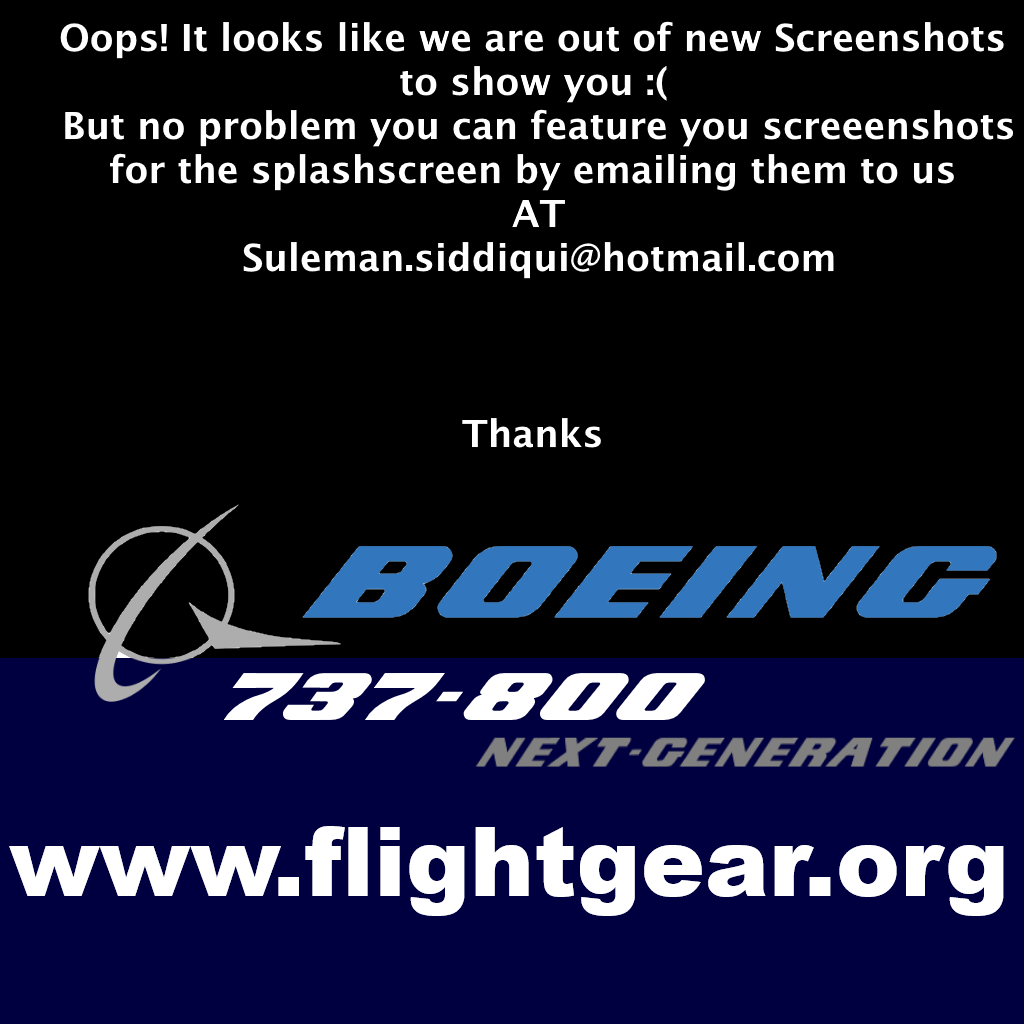 Oops! It looks like we are out of new Screenshots
to show you :(
But no problem you can feature you screeenshots
for the splashscreen by emailing them to us
AT
Suleman.siddiqui@hotmail.com
Thanks
BOEING
737-800
NEXT-GENERATION
www.flightgear.org